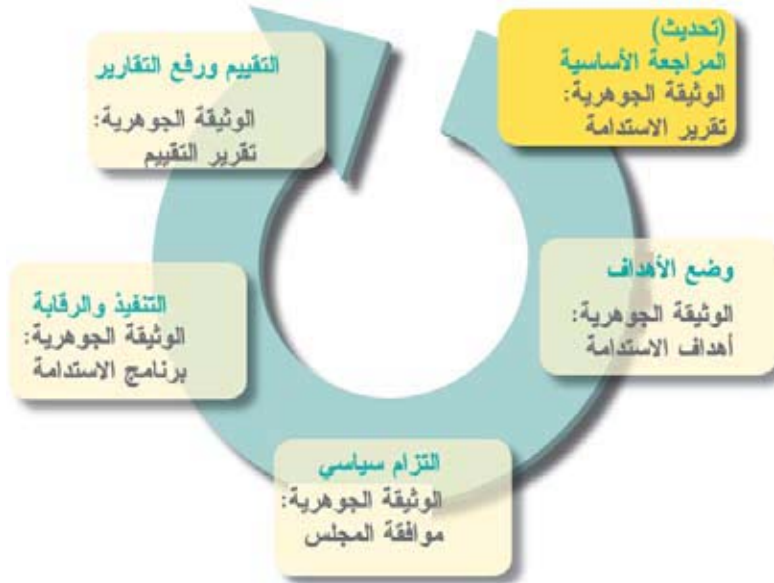 (تحديث)
المراجعة الأساسية
الوثيقة الجوهرية:
تقرير الاستدامة
وضع الأهداف
الوثيقة الجوهرية:
أهداف الاستدامة
التزام سياسي
الوثيقة الجوهرية:
موافقة المجلس
التنفيذ والرقابة
الوثيقة الجوهرية:
برنامج الاستدامة
التقييم ورفع التقارير
الوثيقة الجوهرية:
تقرير التقييم